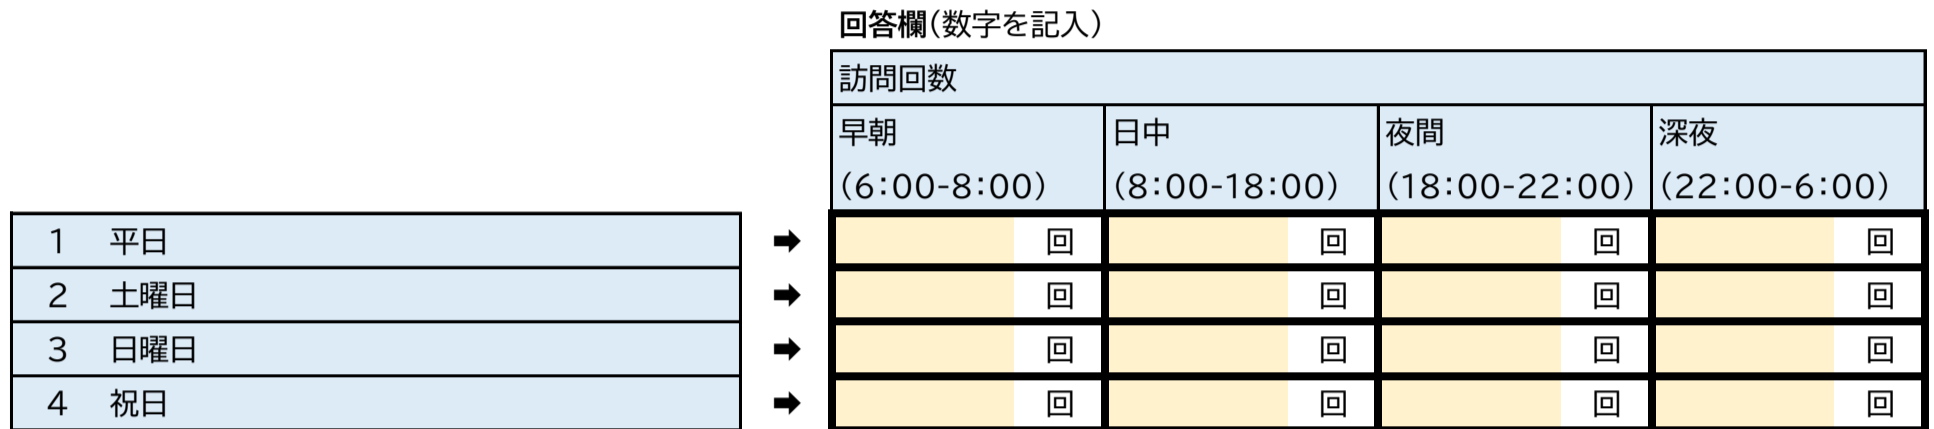 回答欄(数字を記入)
訪問回数
早朝 日中 夜間 深夜
(6:00-8:00) (8:00-18:00) (18:00-22:00) (22:00-6:00)
1 平日 ➡ 回 回 回 回
2 土曜日 ➡ 回 回 回 回
3 日曜日 ➡ 回 回 回 回
4 祝日 ➡ 回 回 回 回